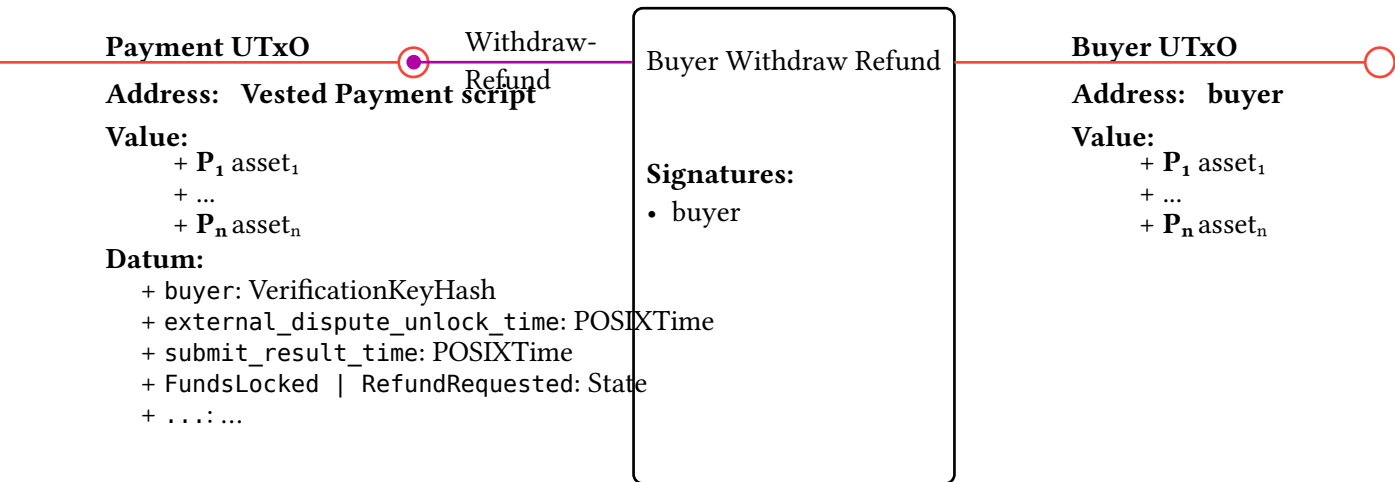 Payment UTxO
Address: Vested Payment script
Value:
+ P₁ asset₁
+ ...
+ Pₙ assetₙ
Datum:
+ buyer: VerificationKeyHash
+ external_dispute_unlock_time: POSIXTime
+ submit_result_time: POSIXTime
+ FundsLocked | RefundRequested: State
+ ...: ...
Withdraw-
Refund
Buyer Withdraw Refund
Signatures:
• buyer
Buyer UTxO
Address: buyer
Value:
+ P₁ asset₁
+ ...
+ Pₙ assetₙ